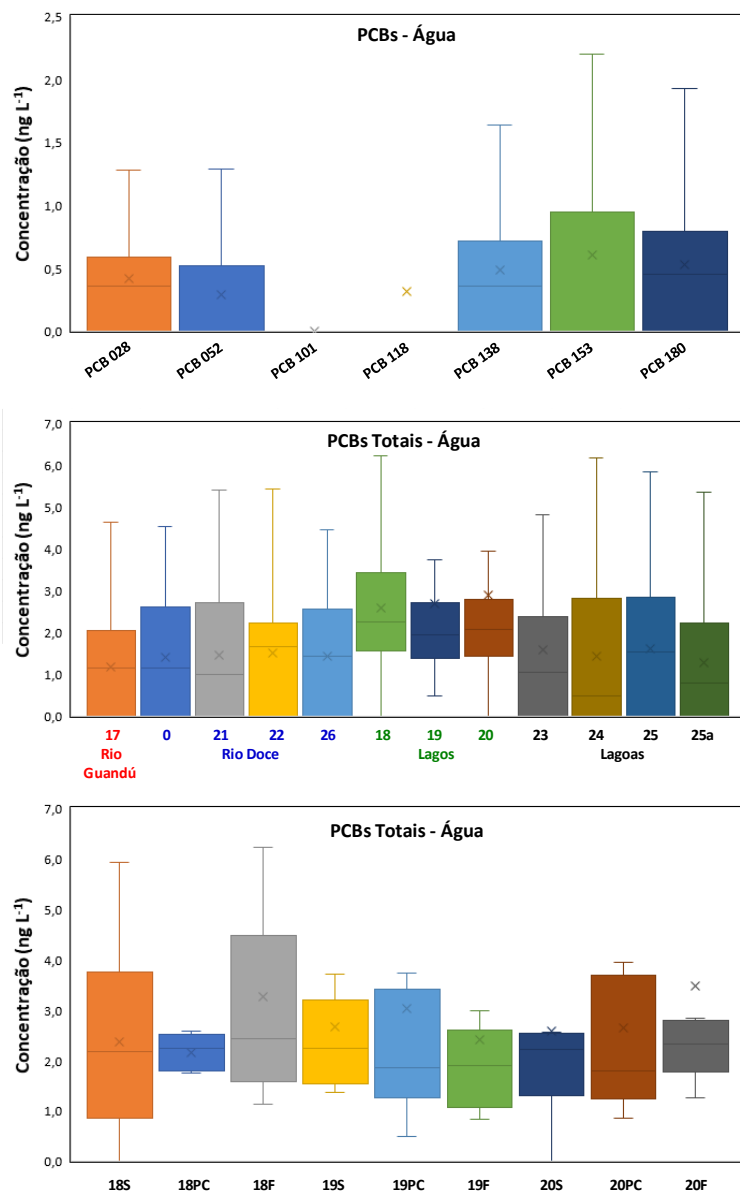 PCBs - Água
Concentração (ng L-1)
2,5
2,0
1,5
1,0
0,5
0,0
PCB 028 PCB 052 PCB 101 PCB 118 PCB 138 PCB 153 PCB 180
PCBs Totais - Água
Concentração (ng L-1)
7,0
6,0
5,0
4,0
3,0
2,0
1,0
0,0
17 0 21 22 26 18 19 20 23 24 25 25a
Rio Rio Doce Lagos Lagoas
Guandú
PCBs Totais - Água
Concentração (ng L-1)
7,0
6,0
5,0
4,0
3,0
2,0
1,0
0,0
18S 18PC 18F 19S 19PC 19F 20S 20PC 20F